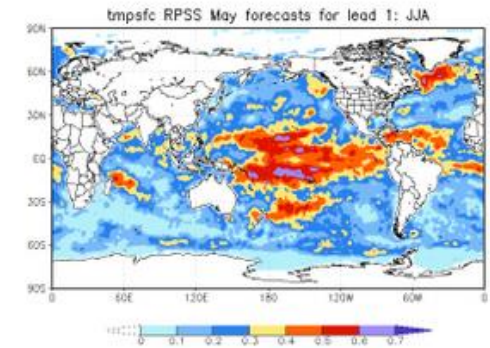 tmpsfc RPSS May forecasts for lead 1: JJA
90N
60N
30N
EQ
30S
60S
90S
0 60E 120E 180 120W 60W 0
0 0.1 0.2 0.3 0.4 0.5 0.6 0.7